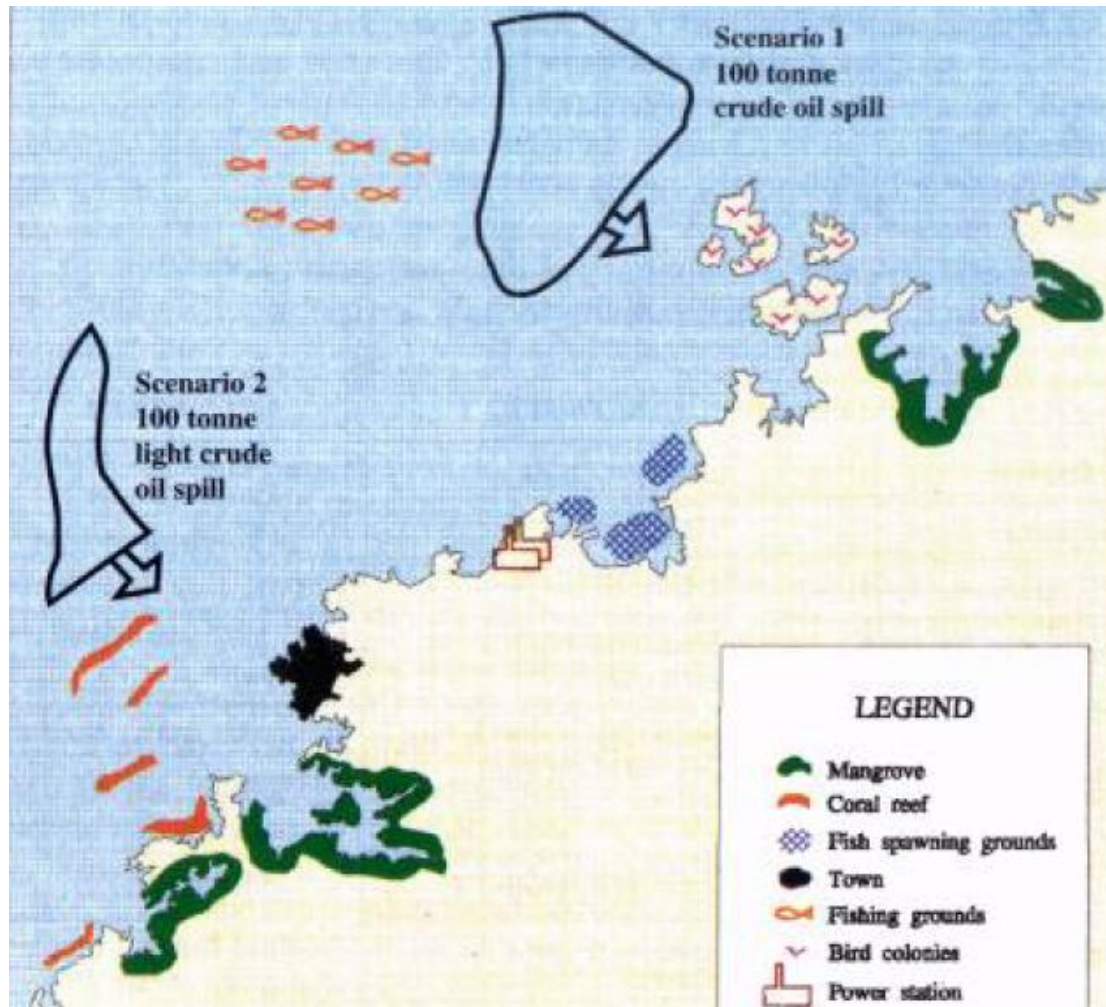 Scenario 1
100 tonne
crude oil spill
Scenario 2
100 tonne
light crude
oil spill
LEGEND
Mangrove
Coral reef
Fish spawning grounds
Town
Fishing grounds
Bird colonies
Power station